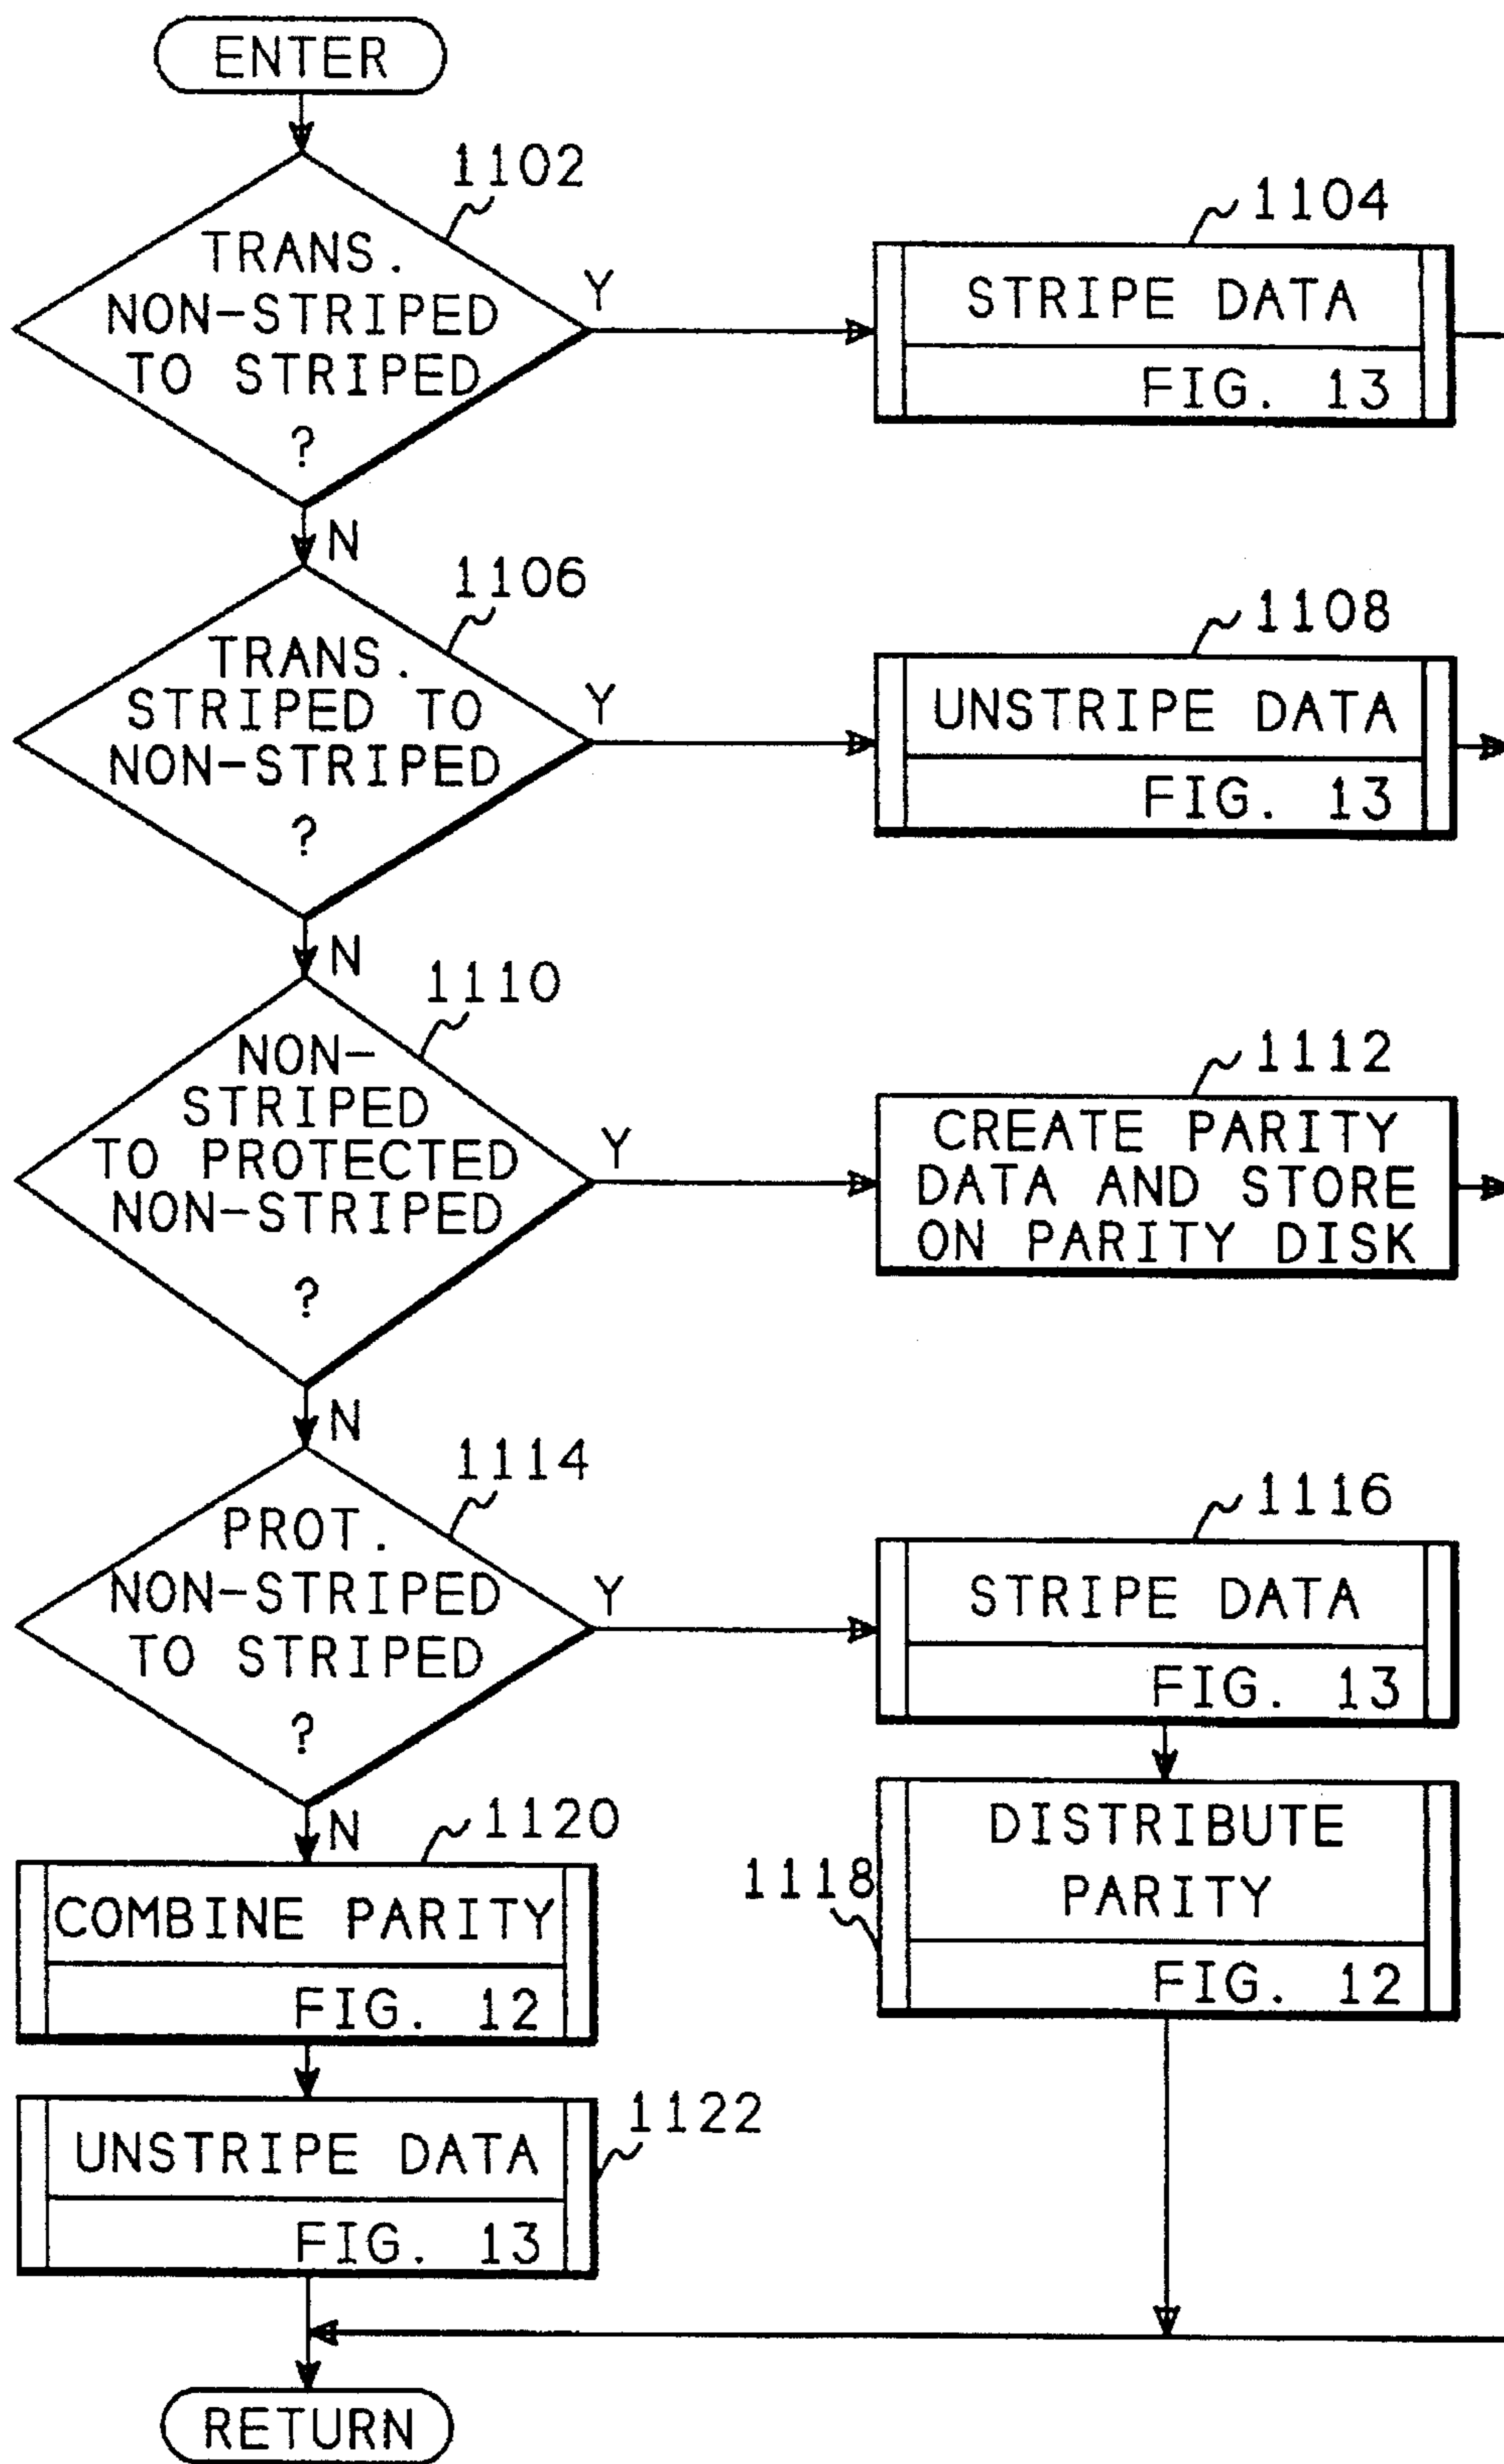 ENTER
1102
TRANS.
NON-STRIPED
TO STRIPED
?
Y
N
1104
STRIPE DATA
FIG. 13
1106
TRANS.
STRIPED TO
NON-STRIPED
?
Y
N
1108
UNSTRIPE DATA
FIG. 13
1110
NON-
STRIPED
TO PROTECTED
NON-STRIPED
?
Y
N
1112
CREATE PARITY
DATA AND STORE
ON PARITY DISK
1114
PROT.
NON-STRIPED
TO STRIPED
?
Y
N
1116
STRIPE DATA
FIG. 13
1118
DISTRIBUTE
PARITY
FIG. 12
1120
COMBINE PARITY
FIG. 12
1122
UNSTRIPE DATA
FIG. 13
RETURN